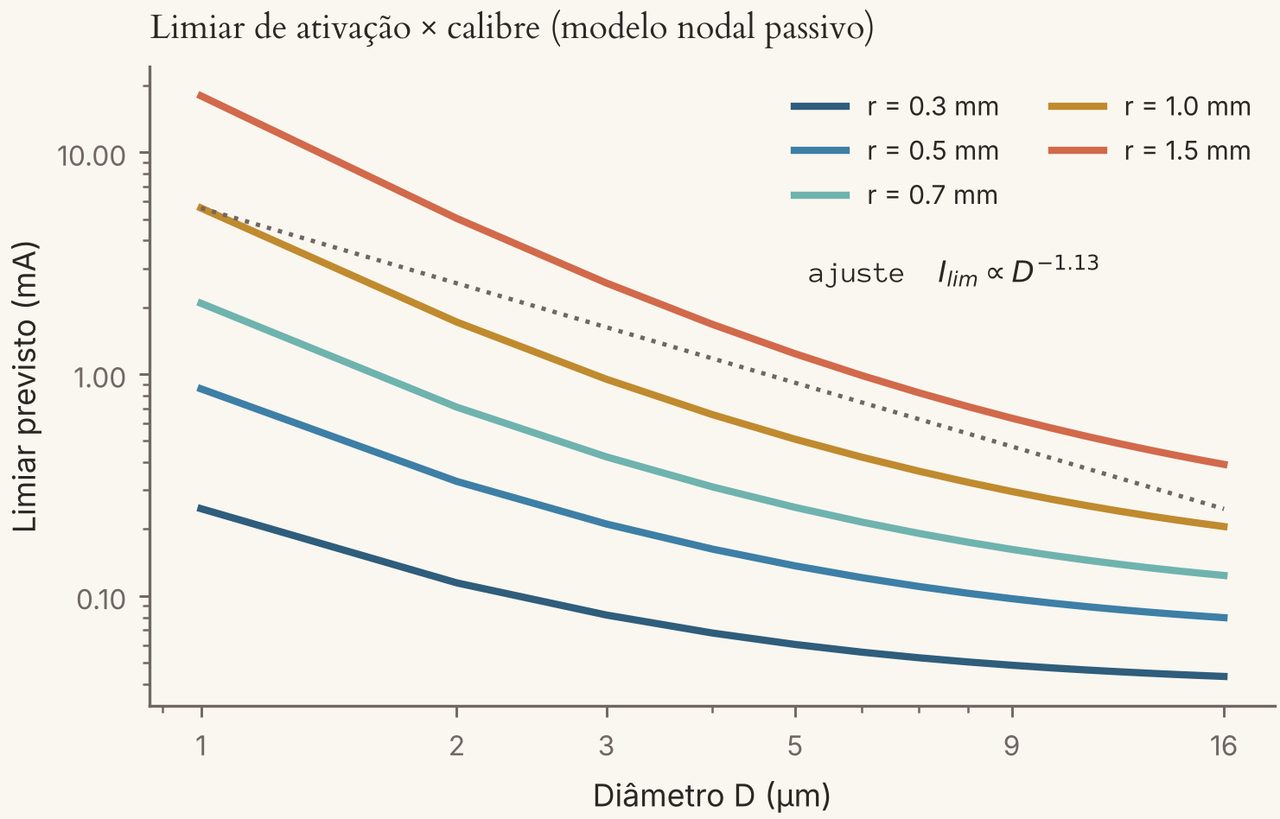 Limiar de ativação × calibre (modelo nodal passivo)
r = 0.3 mm
r = 0.5 mm
r = 0.7 mm
r = 1.0 mm
r = 1.5 mm
ajuste I_lim ∝ D^−1.13
Limiar previsto (mA)
10.00
1.00
0.10
1 2 3 5 9 16
Diâmetro D (µm)